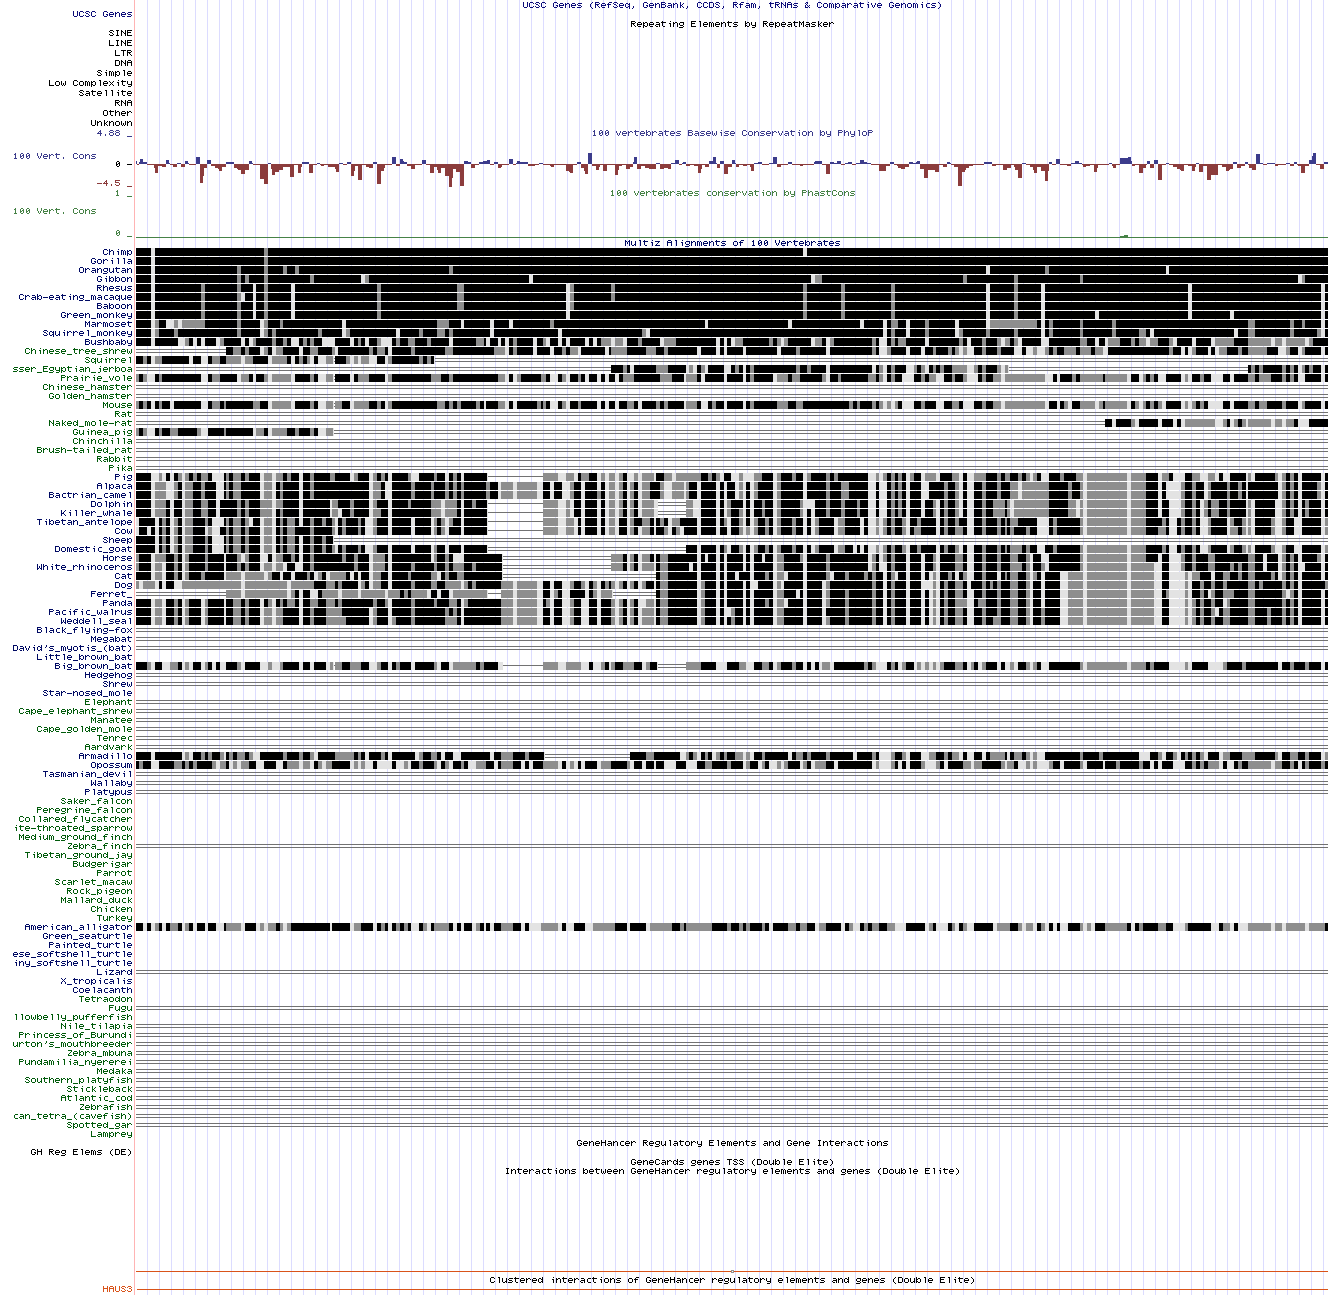 UCSC Genes (RefSeq, GenBank, CCDS, Rfam, tRNAs & Comparative Genomics)
UCSC Genes
Repeating Elements by RepeatMasker
SINE
LINE
LTR
DNA
Simple
Low Complexity
Satellite
RNA
Other
Unknown
100 vertebrates Basewise Conservation by PhyloP
4.88 _
100 Vert. Cons
0 _
-4.5 _
100 vertebrates conservation by PhastCons
1 _
100 Vert. Cons
0 _
Multiz Alignments of 100 Vertebrates
Chimp
Gorilla
Orangutan
Gibbon
Rhesus
Crab-eating_macaque
Baboon
Green_monkey
Marmoset
Squirrel_monkey
Bushbaby
Chinese_tree_shrew
Squirrel
sser_Egyptian_jerboa
Prairie_vole
Chinese_hamster
Golden_hamster
Mouse
Rat
Naked_mole-rat
Guinea_pig
Chinchilla
Brush-tailed_rat
Rabbit
Pika
Pig
Alpaca
Bactrian_camel
Dolphin
Killer_whale
Tibetan_antelope
Cow
Sheep
Domestic_goat
Horse
White_rhinoceros
Cat
Dog
Ferret_
Panda
Pacific_walrus
Weddell_seal
Black_flying-fox
Megabat
David's_myotis_(bat)
Little_brown_bat
Big_brown_bat
Hedgehog
Shrew
Star-nosed_mole
Elephant
Cape_elephant_shrew
Manatee
Cape_golden_mole
Tenrec
Aardvark
Armadillo
Opossum
Tasmanian_devil
Wallaby
Platypus
Saker_falcon
Peregrine_falcon
Collared_flycatcher
ite-throated_sparrow
Medium_ground_finch
Zebra_finch
Tibetan_ground_jay
Budgerigar
Parrot
Scarlet_macaw
Rock_pigeon
Mallard_duck
Chicken
Turkey
American_alligator
Green_seaturtle
Painted_turtle
ese_softshell_turtle
iny_softshell_turtle
Lizard
X_tropicalis
Coelacanth
Tetraodon
Fugu
llowbelly_pufferfish
Nile_tilapia
Princess_of_Burundi
urton's_mouthbreeder
Zebra_mbuna
Pundamilia_nyererei
Medaka
Southern_platyfish
Stickleback
Atlantic_cod
Zebrafish
can_tetra_(cavefish)
Spotted_gar
Lamprey
GeneHancer Regulatory Elements and Gene Interactions
GH Reg Elems (DE)
GeneCards genes TSS (Double Elite)
Interactions between GeneHancer regulatory elements and genes (Double Elite)
Clustered interactions of GeneHancer regulatory elements and genes (Double Elite)
HAUS3